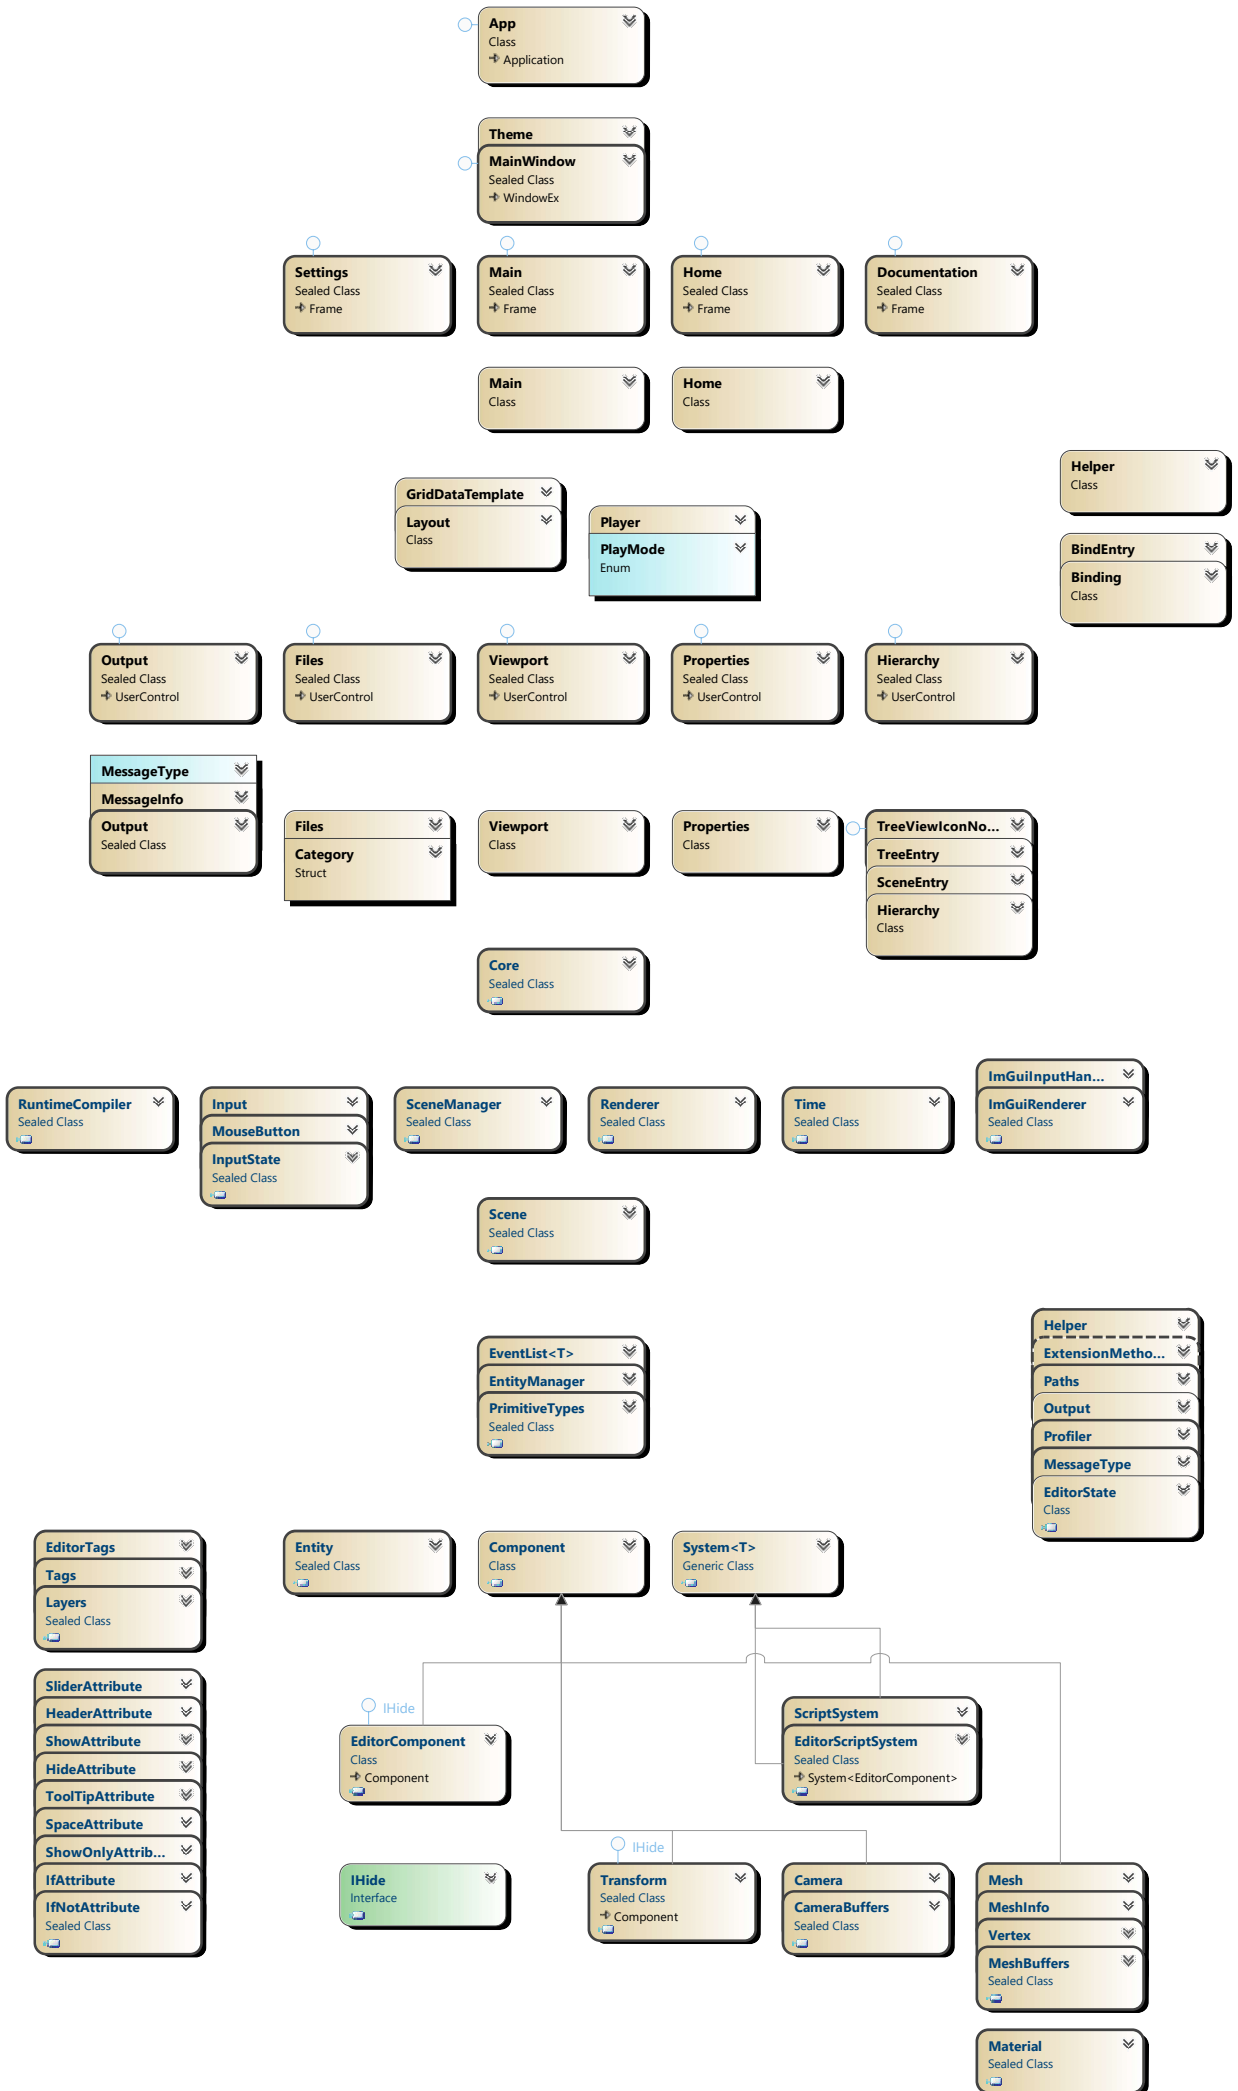 App
Class
Application
Theme
MainWindow
Sealed Class
WindowEx
Settings
Sealed Class
Frame
Main
Sealed Class
Frame
Home
Sealed Class
Frame
Documentation
Sealed Class
Frame
Main
Class
Home
Class
Helper
Class
GridDataTemplate
Layout
Class
Player
PlayMode
Enum
BindEntry
Binding
Class
Output
Sealed Class
UserControl
Files
Sealed Class
UserControl
Viewport
Sealed Class
UserControl
Properties
Sealed Class
UserControl
Hierarchy
Sealed Class
UserControl
MessageType
MessageInfo
Output
Sealed Class
Files
Category
Struct
Viewport
Class
Properties
Class
TreeViewIconNo...
TreeEntry
SceneEntry
Hierarchy
Class
Core
Sealed Class
RuntimeCompiler
Sealed Class
Input
MouseButton
InputState
Sealed Class
SceneManager
Sealed Class
Renderer
Sealed Class
Time
Sealed Class
ImGuiInputHan...
ImGuiRenderer
Sealed Class
Scene
Sealed Class
EventList<T>
EntityManager
PrimitiveTypes
Sealed Class
Helper
ExtensionMetho...
Paths
Output
Profiler
MessageType
EditorState
Class
EditorTags
Tags
Layers
Sealed Class
Entity
Sealed Class
Component
Class
System<T>
Generic Class
SliderAttribute
HeaderAttribute
ShowAttribute
HideAttribute
ToolTipAttribute
SpaceAttribute
ShowOnlyAttrib...
IfAttribute
IfNotAttribute
Sealed Class
IHide
EditorComponent
Class
Component
ScriptSystem
EditorScriptSystem
Sealed Class
System<EditorComponent>
IHide
Interface
IHide
Transform
Sealed Class
Component
Camera
CameraBuffers
Sealed Class
Mesh
MeshInfo
Vertex
MeshBuffers
Sealed Class
Material
Sealed Class